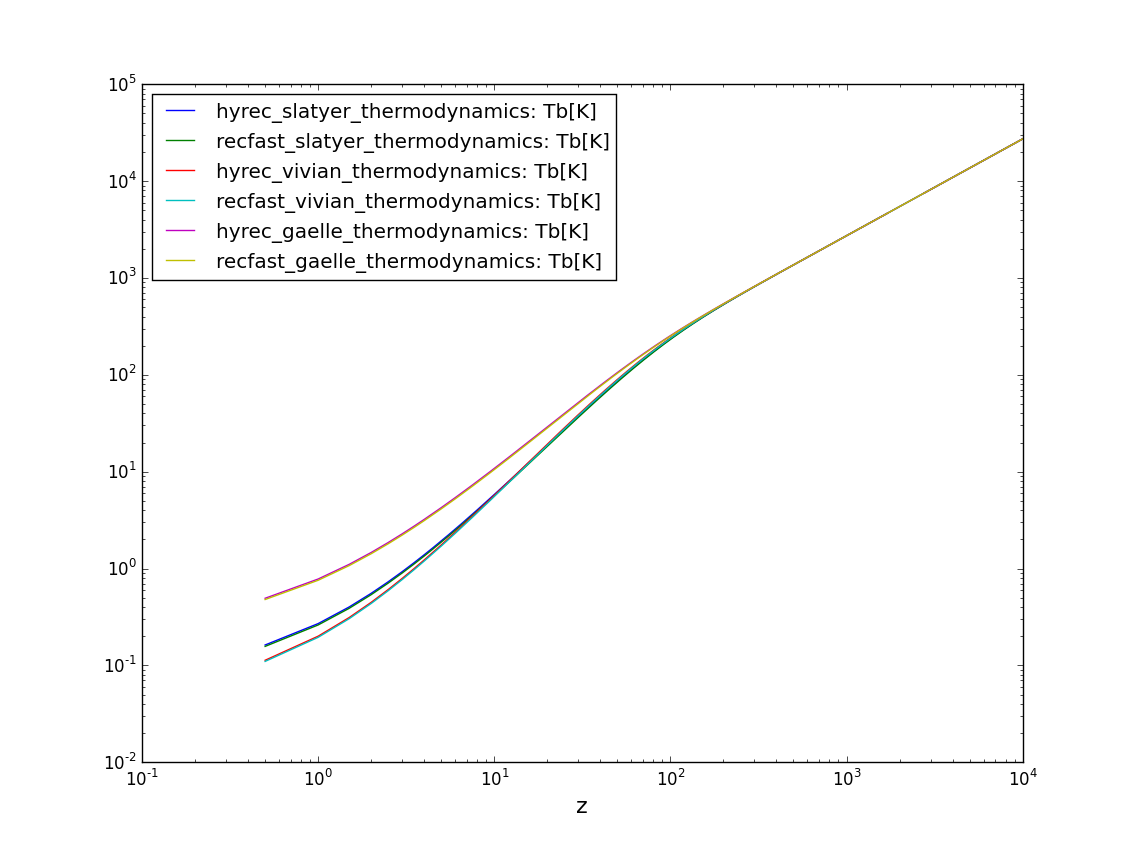 10^5
10^4
10^3
10^2
10^1
10^0
10^-1
10^-2
hyrec_slatyer_thermodynamics: Tb[K]
recfast_slatyer_thermodynamics: Tb[K]
hyrec_vivian_thermodynamics: Tb[K]
recfast_vivian_thermodynamics: Tb[K]
hyrec_gaelle_thermodynamics: Tb[K]
recfast_gaelle_thermodynamics: Tb[K]
10^-1 10^0 10^1 10^2 10^3 10^4
z